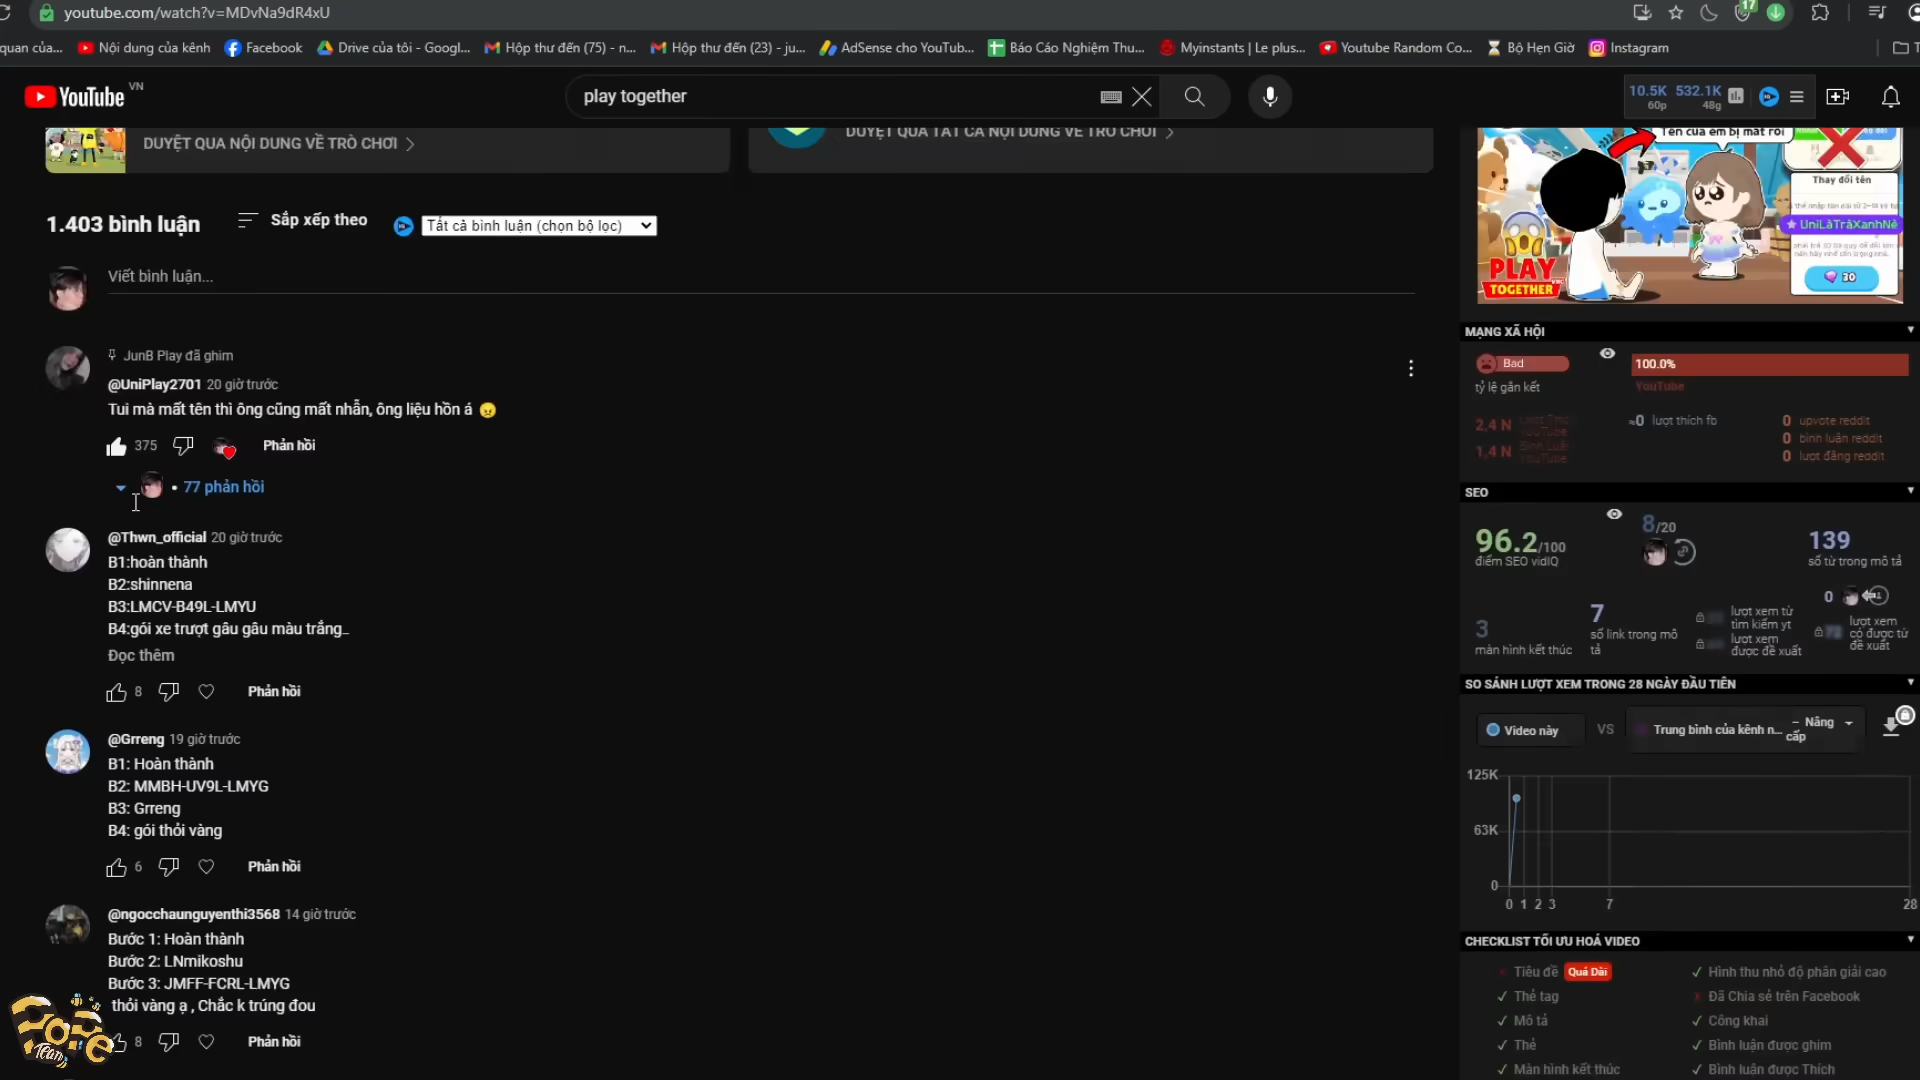 youtube.com/watch?v=MDvNa9dR4xU
17
quan của... Nội dung của kênh Facebook Drive của tôi - Googl... Hộp thư đến (75) - n... Hộp thư đến (23) - ju... AdSense cho YouTub... Báo Cáo Nghiệm Thu... Myinstants | Le plus... Youtube Random Co... Bộ Hẹn Giờ Instagram
YouTube VN
play together
10.5K 532.1K
60p 48g
DUYỆT QUA NỘI DUNG VỀ TRÒ CHƠI
DUYỆT QUA TẤT CẢ NỘI DUNG VỀ TRÒ CHƠI
1.403 bình luận
Sắp xếp theo
Tất cả bình luận (chọn bộ lọc)
Viết bình luận...
JunB Play đã ghim
@UniPlay2701 20 giờ trước
Tui mà mất tên thì ông cũng mất nhẫn, ông liệu hồn á 😠
375 Phản hồi
• 77 phản hồi
@Thwn_official 20 giờ trước
B1:hoàn thành
B2:shinnena
B3:LMCV-B49L-LMYU
B4:gói xe trượt gâu gâu màu trắng_
Đọc thêm
8 Phản hồi
@Grreng 19 giờ trước
B1: Hoàn thành
B2: MMBH-UV9L-LMYG
B3: Grreng
B4: gói thỏi vàng
6 Phản hồi
@ngocchaunguyenthi3568 14 giờ trước
Bước 1: Hoàn thành
Bước 2: LNmikoshu
Bước 3: JMFF-FCRL-LMYG
thỏi vàng ạ , Chắc k trúng đou
8 Phản hồi
PoPe
Team
Tên của em bị mất rồi
Thay đổi tên
UniLàTràXanhNè
30
PLAY
TOGETHER
MẠNG XÃ HỘI
Bad
tỷ lệ gắn kết
100.0%
YouTube
2,4 N
1,4 N
≈0 lượt thích fb
0 upvote reddit
0 bình luận reddit
0 lượt đăng reddit
SEO
96.2/100
điểm SEO vidIQ
8/20
139
số từ trong mô tả
3
màn hình kết thúc
7
số link trong mô tả
lượt xem từ tìm kiếm yt
lượt xem được đề xuất
0
lượt xem có được từ đề xuất
SO SÁNH LƯỢT XEM TRONG 28 NGÀY ĐẦU TIÊN
Video này
VS
Trung bình của kênh n...
– Nâng cấp
125K
63K
0
0 1 2 3 7 28
CHECKLIST TỐI ƯU HOÁ VIDEO
Tiêu đề Quá Dài
Thẻ tag
Mô tả
Thẻ
Màn hình kết thúc
Hình thu nhỏ độ phân giải cao
Đã Chia sẻ trên Facebook
Công khai
Bình luận được ghim
Bình luận được Thích